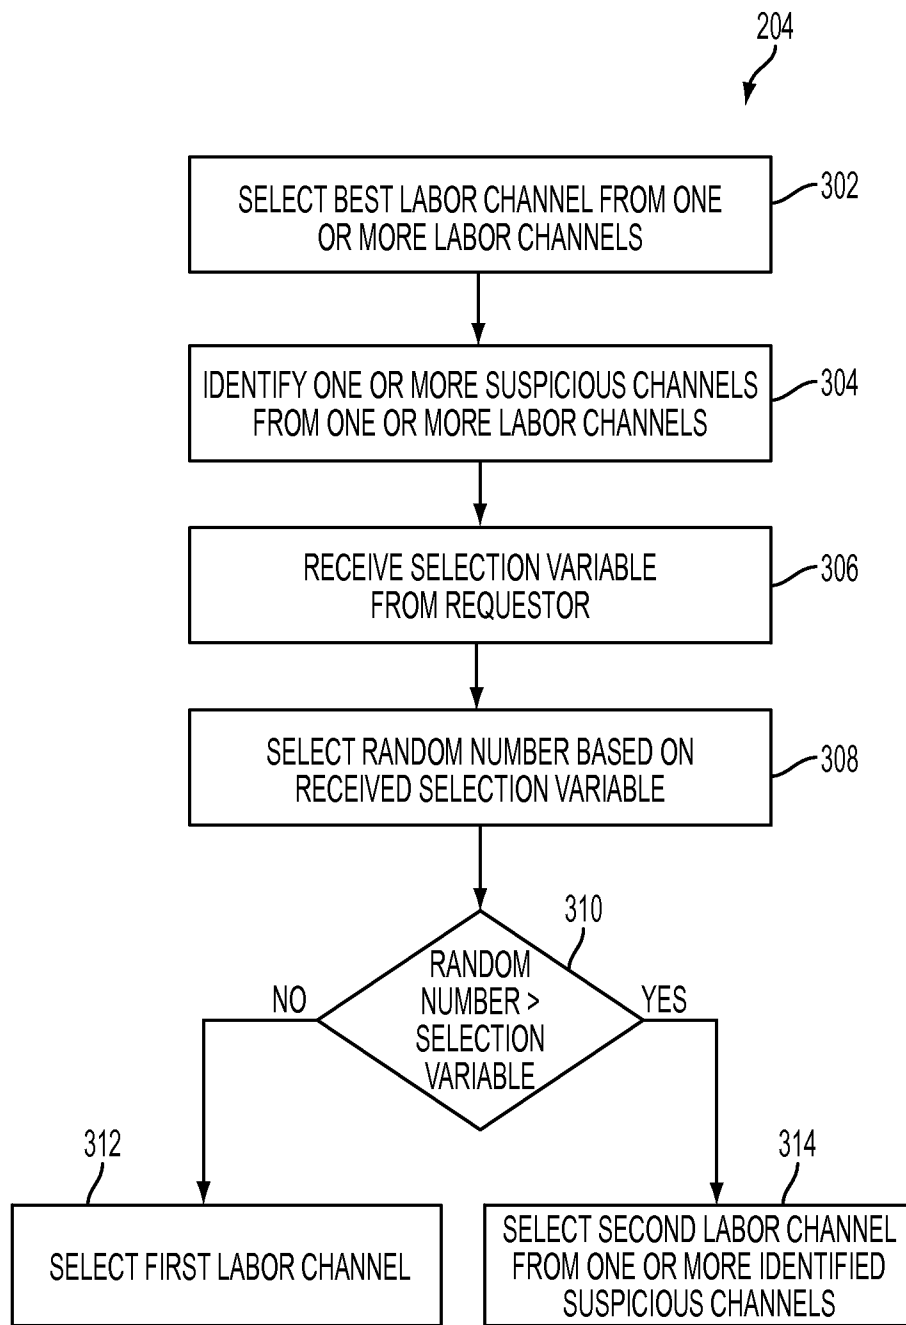 204
SELECT BEST LABOR CHANNEL FROM ONE
OR MORE LABOR CHANNELS
302
IDENTIFY ONE OR MORE SUSPICIOUS CHANNELS
FROM ONE OR MORE LABOR CHANNELS
304
RECEIVE SELECTION VARIABLE
FROM REQUESTOR
306
SELECT RANDOM NUMBER BASED ON
RECEIVED SELECTION VARIABLE
308
310
RANDOM
NUMBER >
SELECTION
VARIABLE
NO
YES
312
SELECT FIRST LABOR CHANNEL
314
SELECT SECOND LABOR CHANNEL
FROM ONE OR MORE IDENTIFIED
SUSPICIOUS CHANNELS